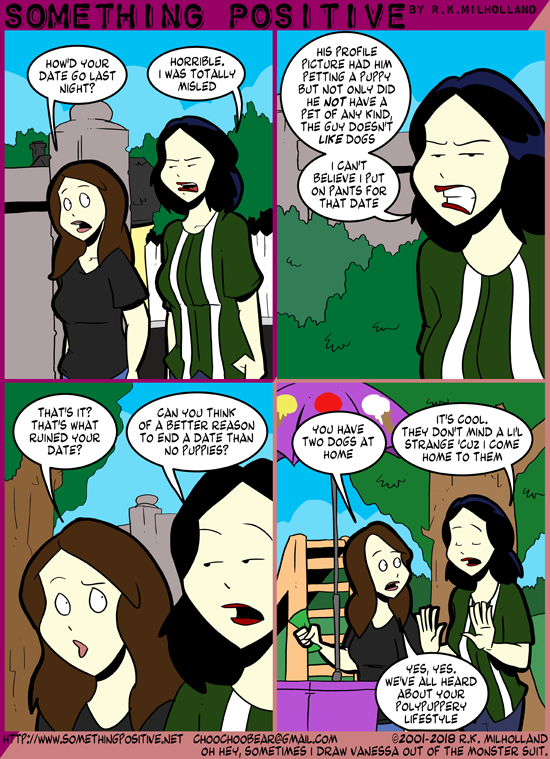 SOMETHING POSITIVE BY R.K.MILHOLLAND
HOW'D YOUR
DATE GO LAST
NIGHT?
HORRIBLE.
I WAS TOTALLY
MISLED
HIS PROFILE
PICTURE HAD HIM
PETTING A PUPPY
BUT NOT ONLY DID
HE NOT HAVE A
PET OF ANY KIND,
THE GUY DOESN'T
LIKE DOGS
I CAN'T
BELIEVE I PUT
ON PANTS FOR
THAT DATE
THAT'S IT?
THAT'S WHAT
RUINED YOUR
DATE?
CAN YOU THINK
OF A BETTER REASON
TO END A DATE THAN
NO PUPPIES?
YOU HAVE
TWO DOGS AT
HOME
IT'S COOL.
THEY DON'T MIND A LI'L
STRANGE 'CUZ I COME
HOME TO THEM
YES, YES.
WE'VE ALL HEARD
ABOUT YOUR
POLYPUPPERY
LIFESTYLE
HTTP://WWW.SOMETHINGPOSITIVE.NET CHOOCHOOBEAR@GMAIL.COM ©2001-2018 R.K. MILHOLLAND
OH HEY, SOMETIMES I DRAW VANESSA OUT OF THE MONSTER SUIT.